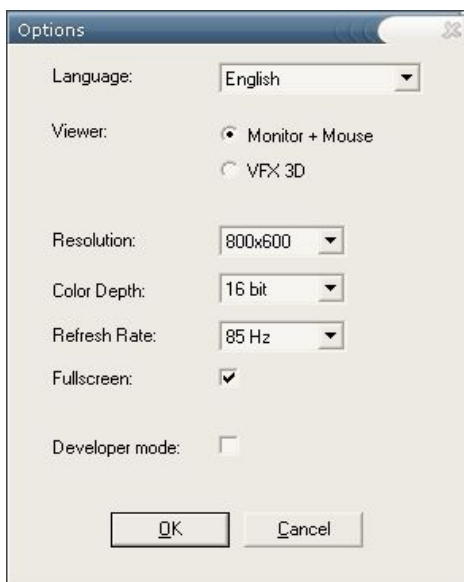 Options
Language: English
Viewer: Monitor + Mouse
VFX 3D
Resolution: 800x600
Color Depth: 16 bit
Refresh Rate: 85 Hz
Fullscreen:
Developer mode:
OK Cancel